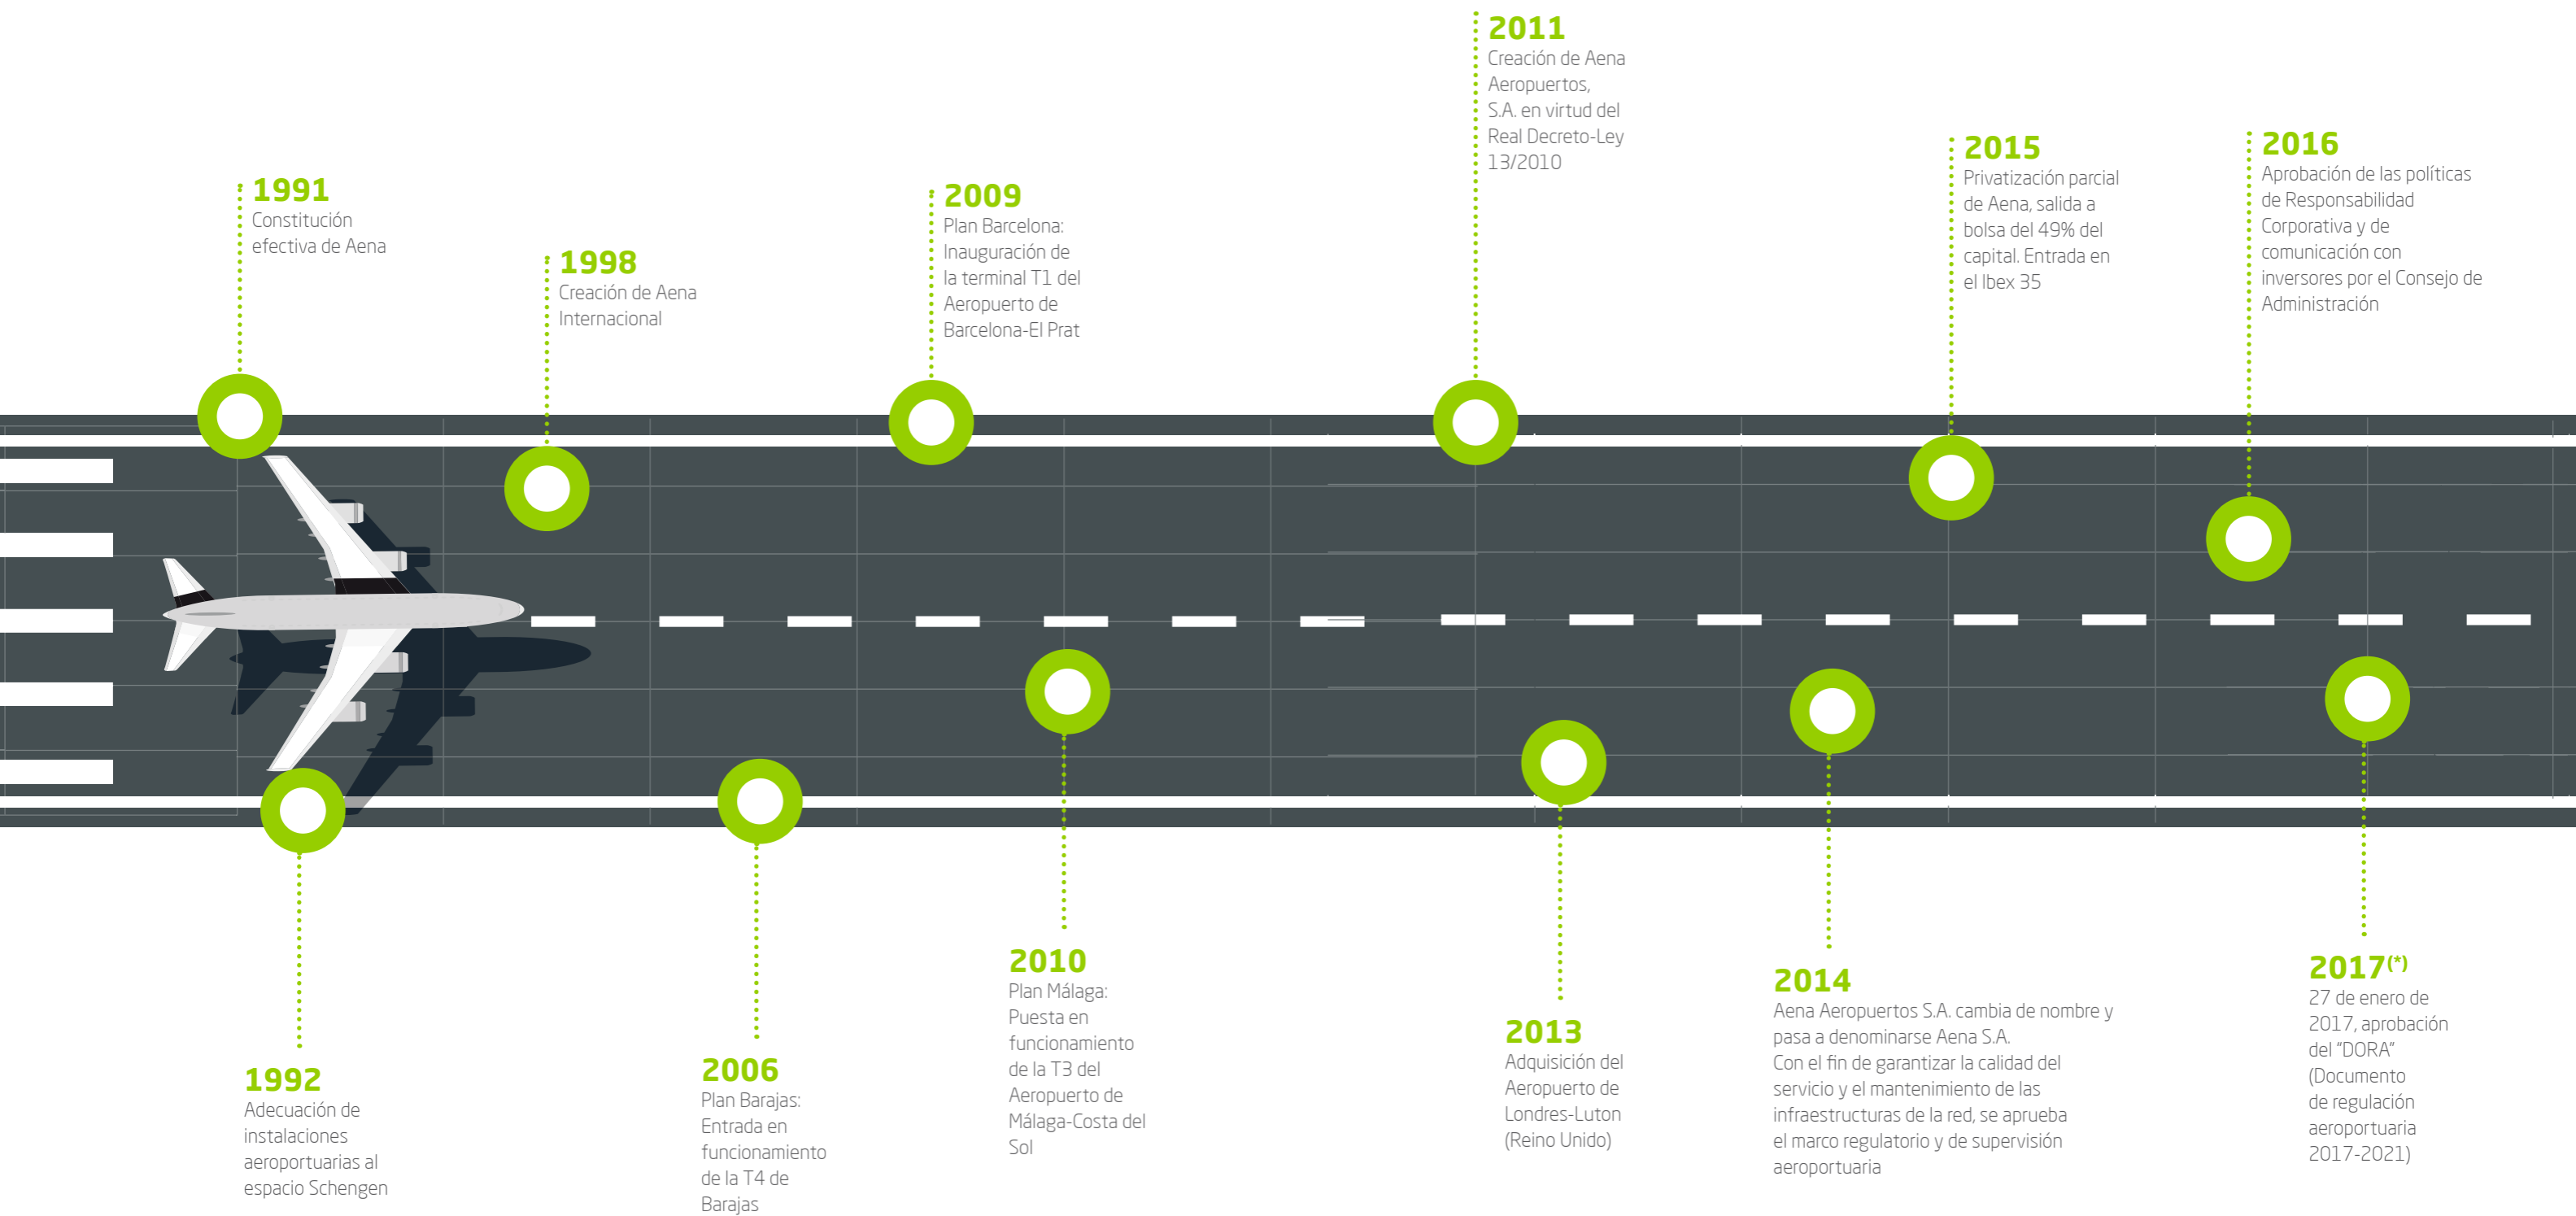 1991
Constitución
efectiva de Aena
1992
Adecuación de
instalaciones
aeroportuarias al
espacio Schengen
1998
Creación de Aena
Internacional
2006
Plan Barajas:
Entrada en
funcionamiento
de la T4 de
Barajas
2009
Plan Barcelona:
Inauguración de
la terminal T1 del
Aeropuerto de
Barcelona-El Prat
2010
Plan Málaga:
Puesta en
funcionamiento
de la T3 del
Aeropuerto de
Málaga-Costa del
Sol
2011
Creación de Aena
Aeropuertos,
S.A. en virtud del
Real Decreto-Ley
13/2010
2013
Adquisición del
Aeropuerto de
Londres-Luton
(Reino Unido)
2014
Aena Aeropuertos S.A. cambia de nombre y
pasa a denominarse Aena S.A.
Con el fin de garantizar la calidad del
servicio y el mantenimiento de las
infraestructuras de la red, se aprueba
el marco regulatorio y de supervisión
aeroportuaria
2015
Privatización parcial
de Aena, salida a
bolsa del 49% del
capital. Entrada en
el Ibex 35
2016
Aprobación de las políticas
de Responsabilidad
Corporativa y de
comunicación con
inversores por el Consejo de
Administración
2017(*)
27 de enero de
2017, aprobación
del “DORA”
(Documento
de regulación
aeroportuaria
2017-2021)